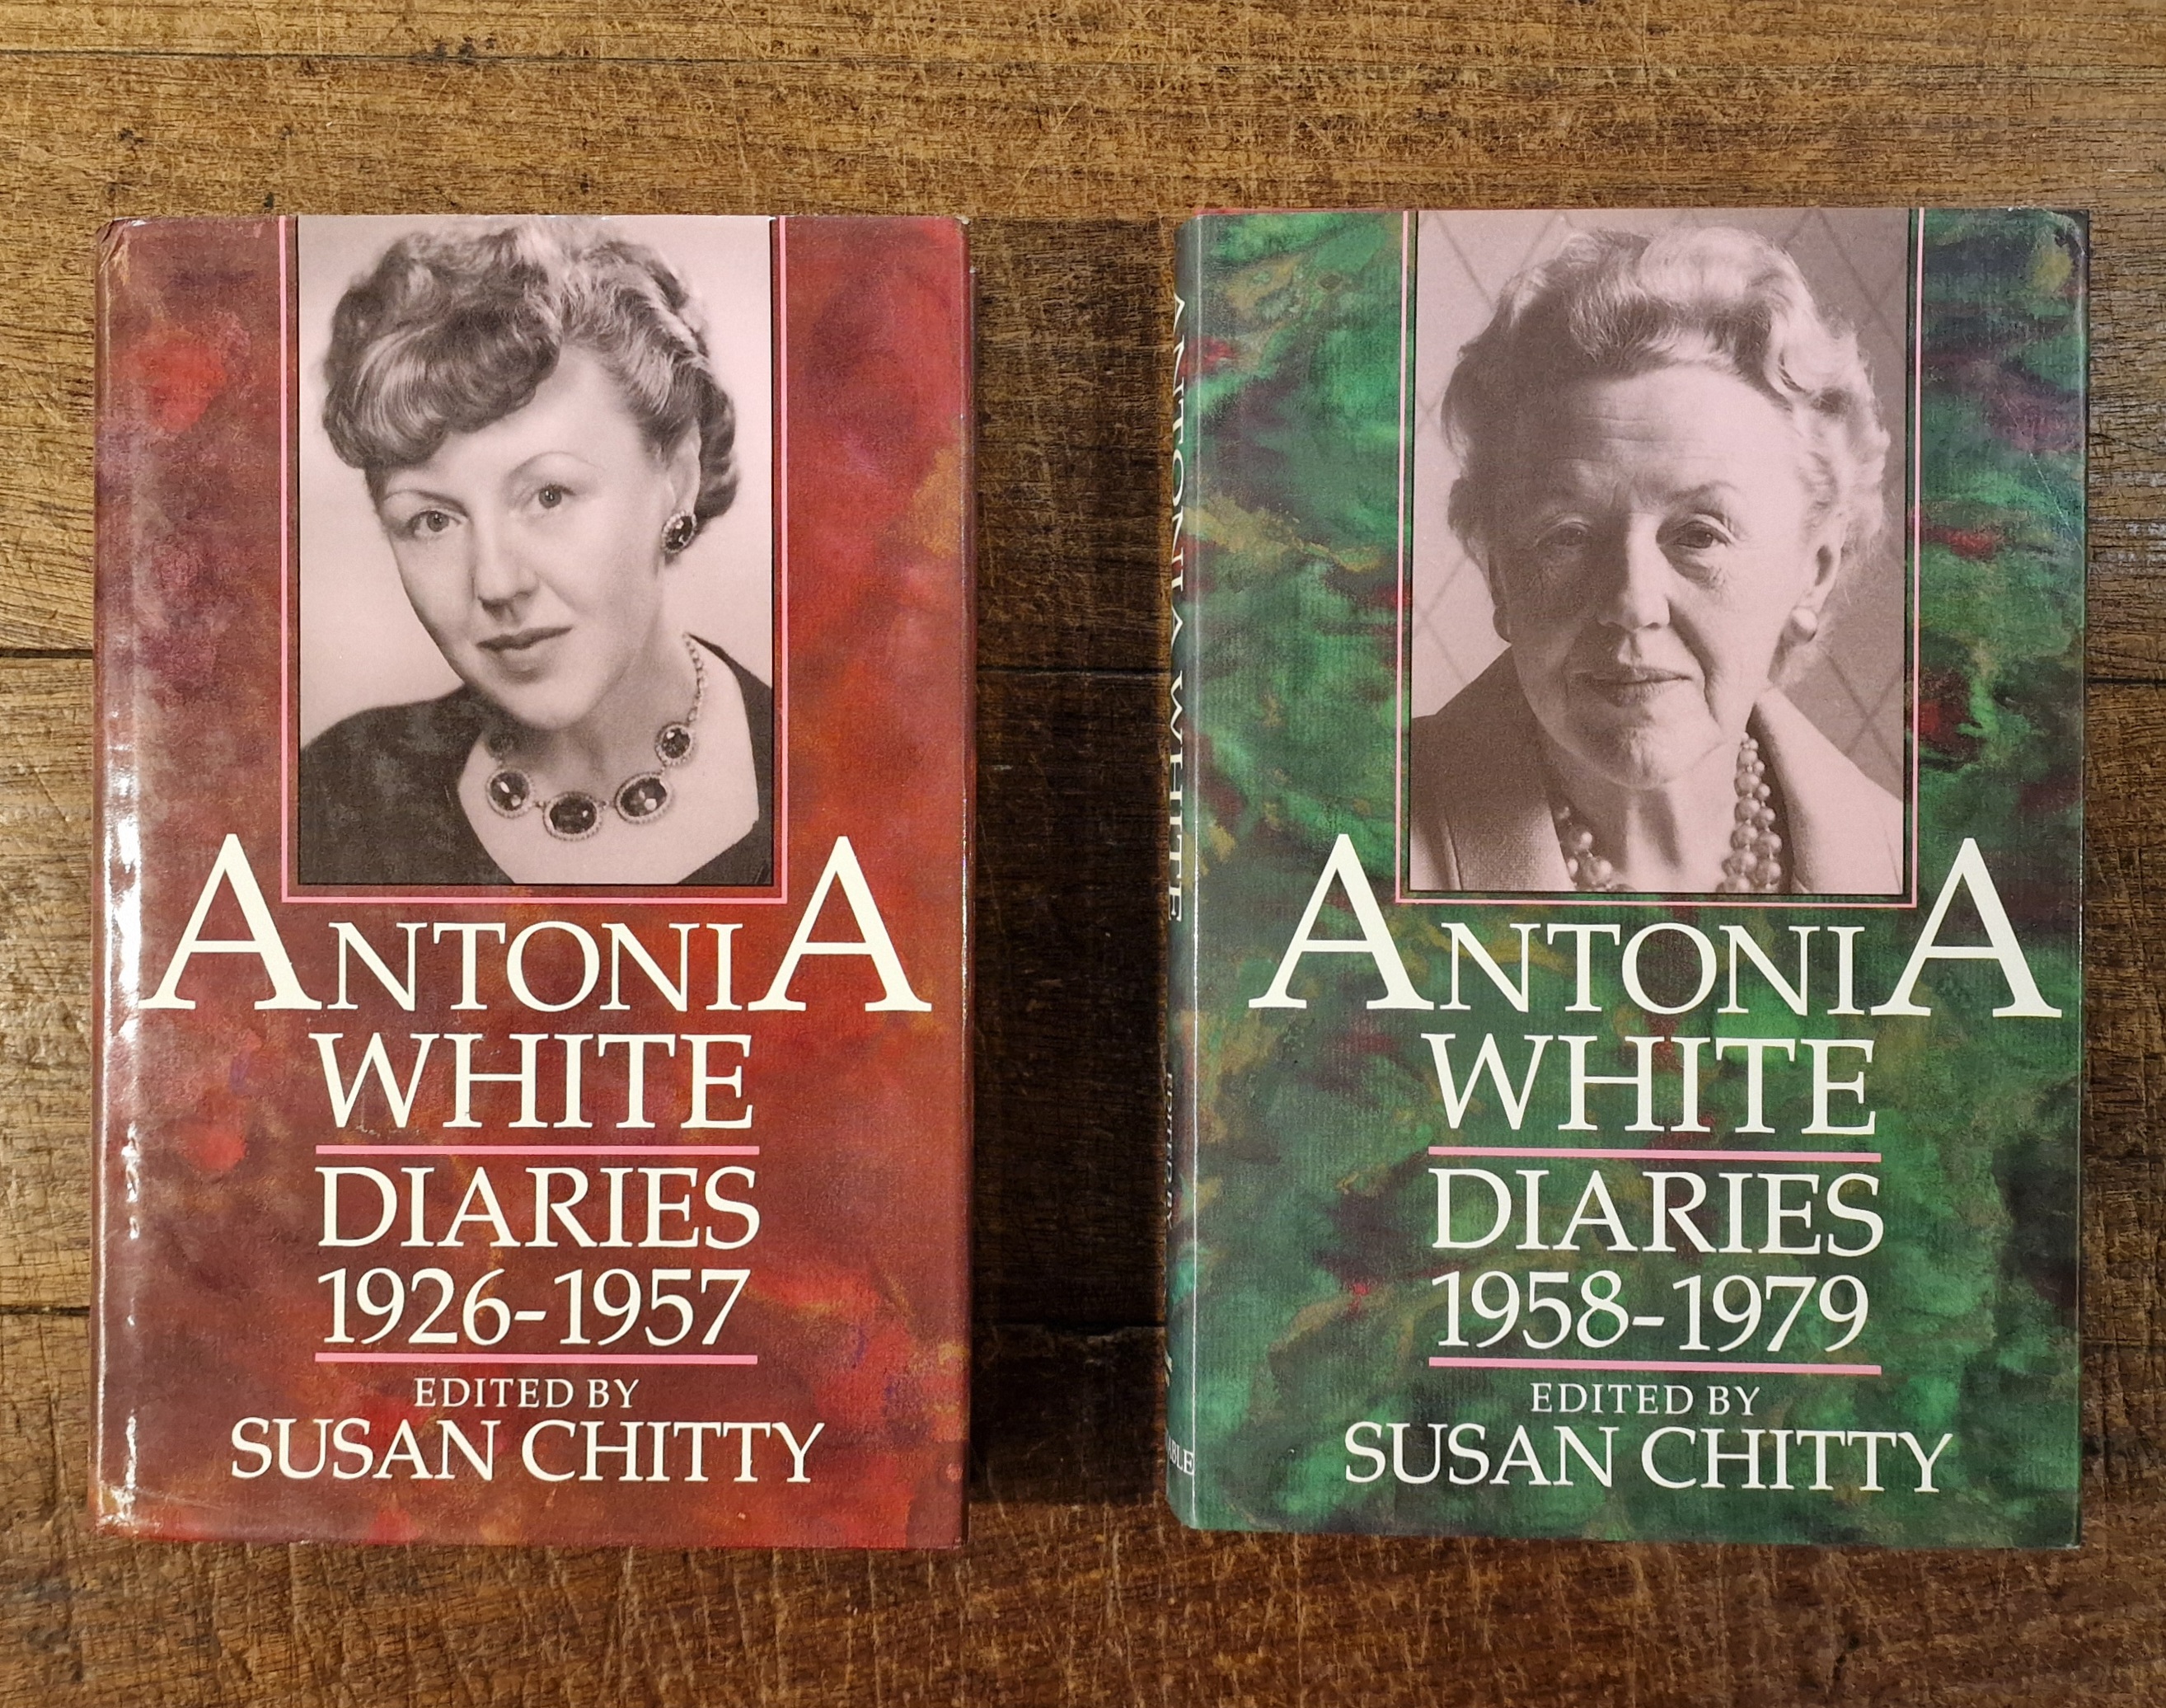 ANTONIA
WHITE
DIARIES
1926-1957
EDITED BY
SUSAN CHITTY
ANTONIA WHITE
ANTONIA
WHITE
DIARIES
1958-1979
EDITED BY
SUSAN CHITTY